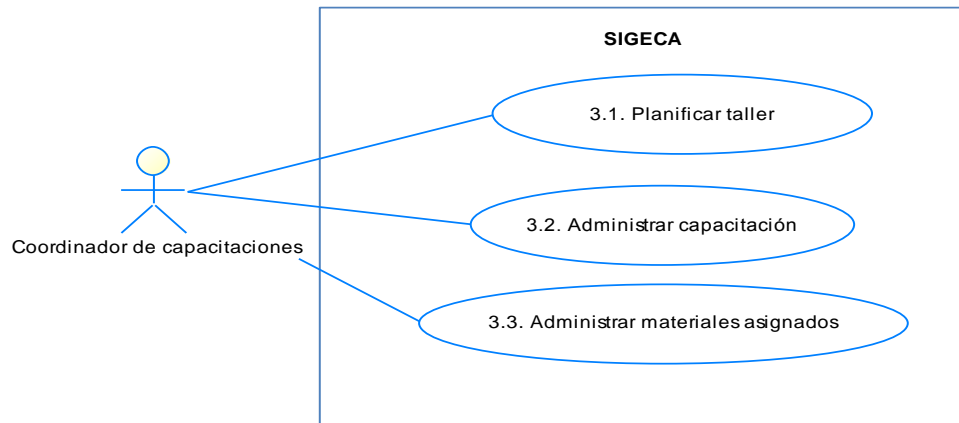 SIGECA
3.1. Planificar taller
3.2. Administrar capacitación
Coordinador de capacitaciones
3.3. Administrar materiales asignados